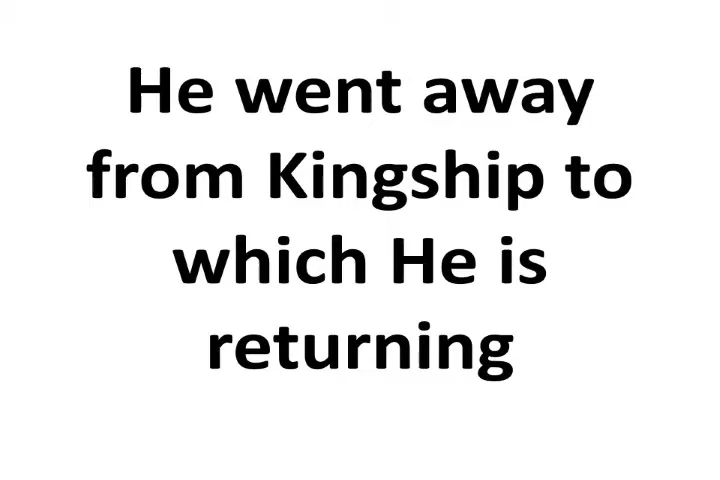 He went away
from Kingship to
which He is
returning